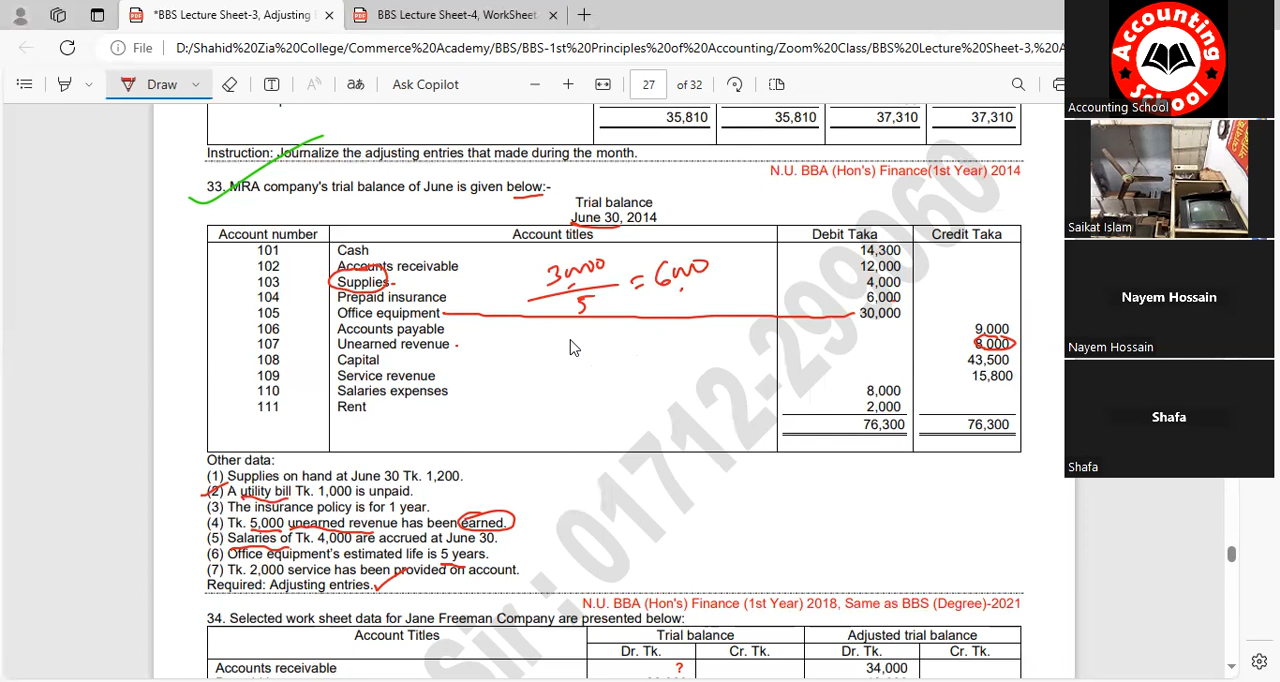 *BBS Lecture Sheet-3, Adjusting
BBS Lecture Sheet-4, WorkSheet.
File D:/Shahid%20Zia%20College/Commerce%20Academy/BBS/BBS-1st%20Principles%20of%20Accounting/Zoom%20Class/BBS%20Lecture%20Sheet-3,%20A
Draw Ask Copilot 27 of 32
35,810 35,810 37,310 37,310
Instruction: Journalize the adjusting entries that made during the month.
N.U. BBA (Hon's) Finance(1st Year) 2014
33. MRA company's trial balance of June is given below:-
Trial balance
June 30, 2014
Account number Account titles Debit Taka Credit Taka
101 Cash 14,300
102 Accounts receivable 12,000
103 Supplies 4,000
104 Prepaid insurance 6,000
105 Office equipment 30,000
106 Accounts payable 9,000
107 Unearned revenue 8,000
108 Capital 43,500
109 Service revenue 15,800
110 Salaries expenses 8,000
111 Rent 2,000
76,300 76,300
Other data:
(1) Supplies on hand at June 30 Tk. 1,200.
(2) A utility bill Tk. 1,000 is unpaid.
(3) The insurance policy is for 1 year.
(4) Tk. 5,000 unearned revenue has been earned.
(5) Salaries of Tk. 4,000 are accrued at June 30.
(6) Office equipment's estimated life is 5 years.
(7) Tk. 2,000 service has been provided on account.
Required: Adjusting entries.
N.U. BBA (Hon's) Finance (1st Year) 2018, Same as BBS (Degree)-2021
34. Selected work sheet data for Jane Freeman Company are presented below:
Account Titles Trial balance Adjusted trial balance
Dr. Tk. Cr. Tk. Dr. Tk. Cr. Tk.
Accounts receivable ? 34,000
Accounting
School
Accounting School
Saikat Islam
Nayem Hossain
Nayem Hossain
Shafa
Shafa